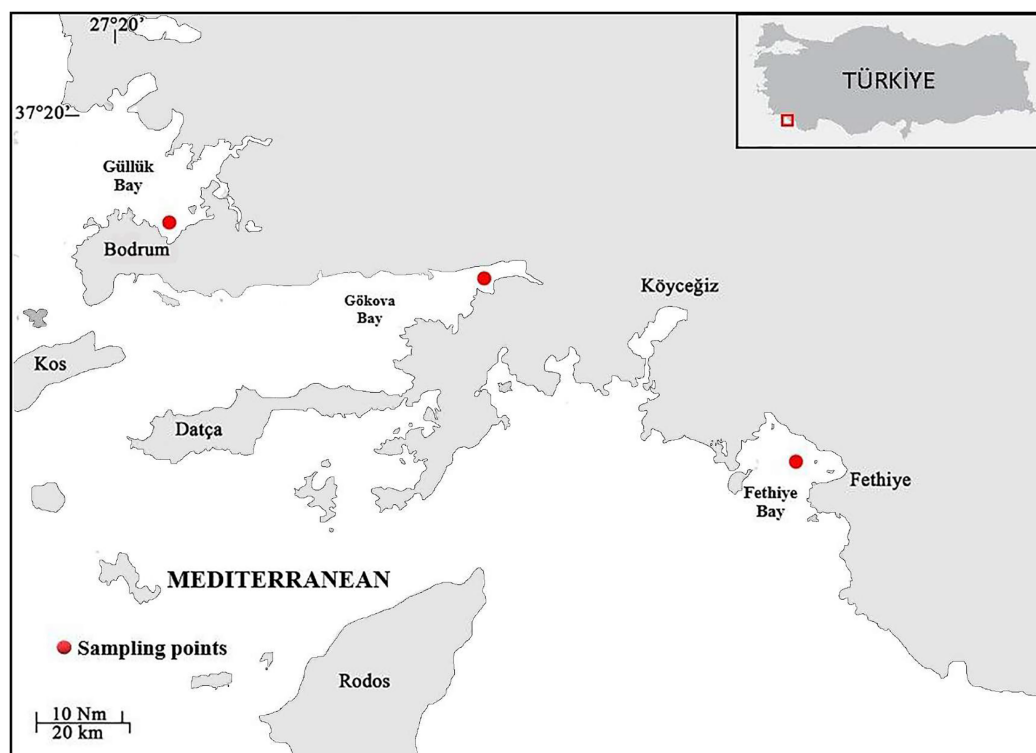 27°20'
37°20'
TÜRKİYE
Güllük
Bay
Bodrum
Gökova
Bay
Köyceğiz
Kos
Datça
Fethiye
Fethiye
Bay
MEDITERRANEAN
Sampling points
Rodos
10 Nm
20 km